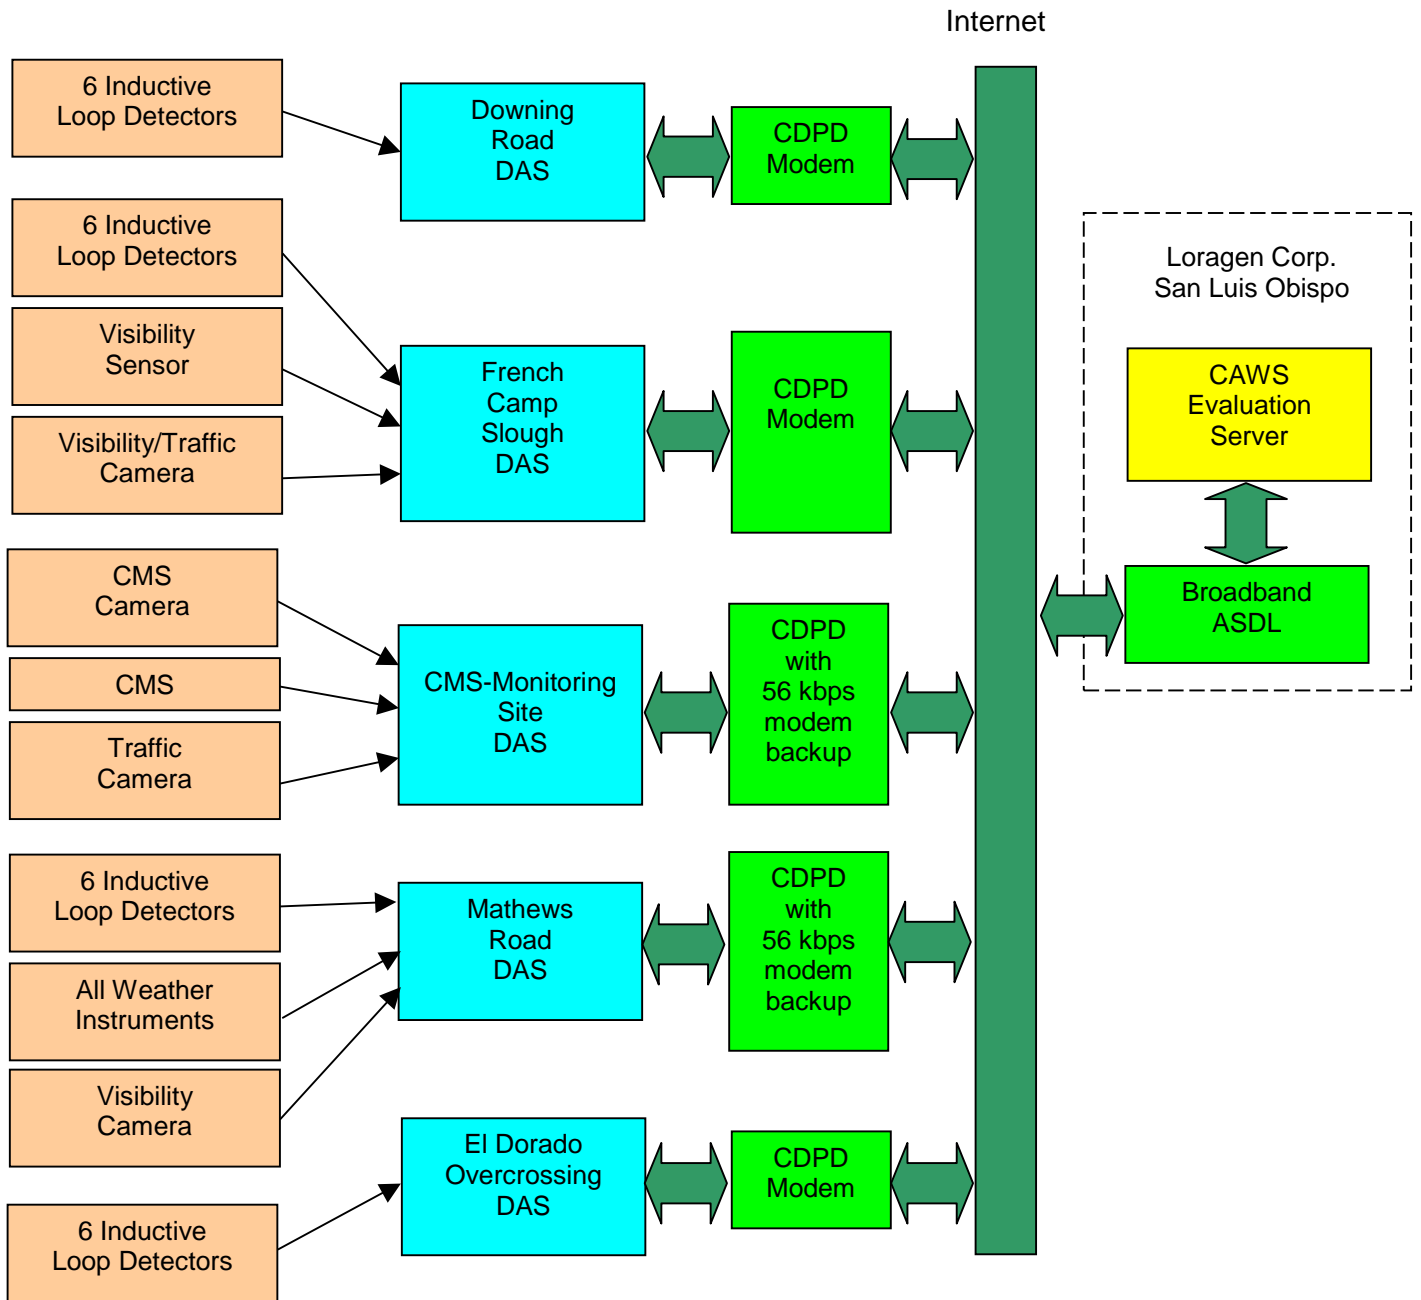 Internet
6 Inductive
Loop Detectors
Downing
Road
DAS
CDPD
Modem
6 Inductive
Loop Detectors
Visibility
Sensor
Visibility/Traffic
Camera
French
Camp
Slough
DAS
CDPD
Modem
Loragen Corp.
San Luis Obispo
CAWS
Evaluation
Server
Broadband
ASDL
CMS
Camera
CMS
Traffic
Camera
CMS-Monitoring
Site
DAS
CDPD
with
56 kbps
modem
backup
6 Inductive
Loop Detectors
All Weather
Instruments
Visibility
Camera
Mathews
Road
DAS
CDPD
with
56 kbps
modem
backup
6 Inductive
Loop Detectors
El Dorado
Overcrossing
DAS
CDPD
Modem